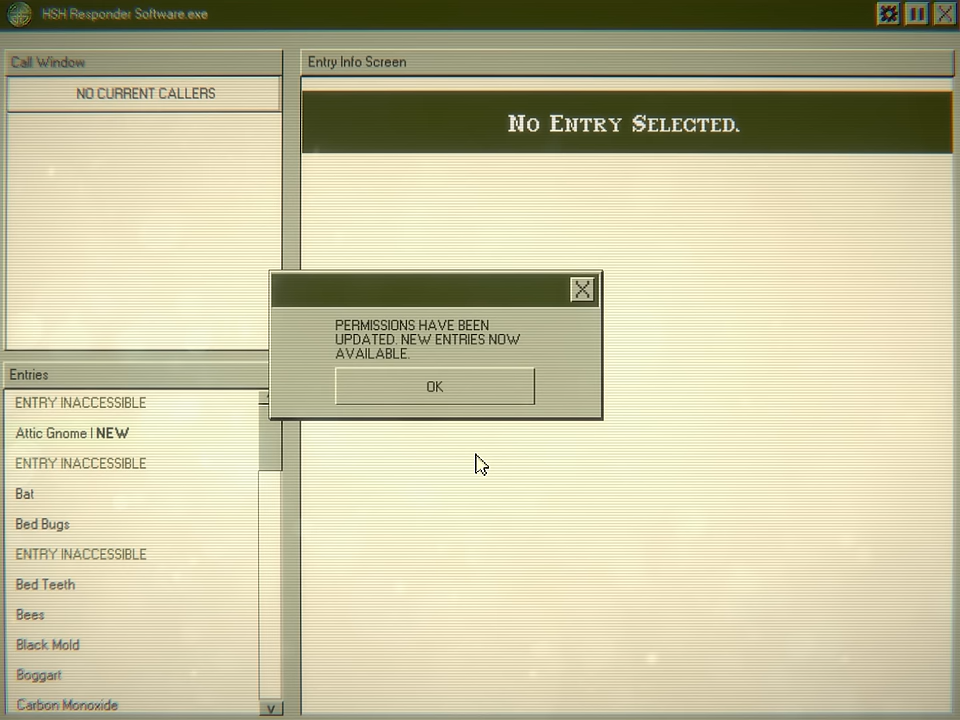 HSH Responder Software.exe
Call Window
NO CURRENT CALLERS
Entry Info Screen
No Entry Selected.
PERMISSIONS HAVE BEEN
UPDATED. NEW ENTRIES NOW
AVAILABLE.
OK
Entries
ENTRY INACCESSIBLE
Attic Gnome | NEW
ENTRY INACCESSIBLE
Bat
Bed Bugs
ENTRY INACCESSIBLE
Bed Teeth
Bees
Black Mold
Boggart
Carbon Monoxide